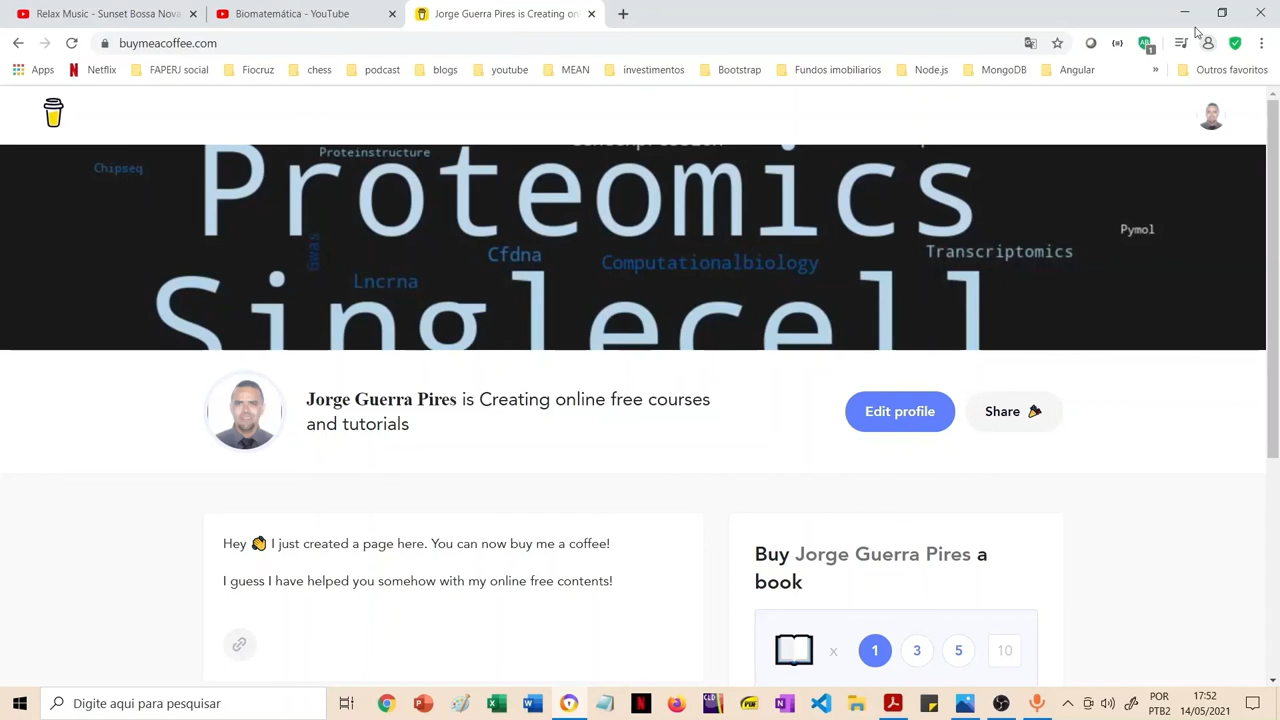 Relax Music - Sunset Bossa Nova
Biomatemática - YouTube
Jorge Guerra Pires is Creating on
buymeacoffee.com
1
Apps
Netflix
FAPERJ social
Fiocruz
chess
podcast
blogs
youtube
MEAN
investimentos
Bootstrap
Fundos imobiliarios
Node.js
MongoDB
Angular
»
Outros favoritos
Chipseq
Proteinstructure
Proteomics
Pymol
Gwas
Cfdna
Computationalbiology
Transcriptomics
Lncrna
Singlecell
Jorge Guerra Pires is Creating online free courses
and tutorials
Edit profile
Share
Hey 👋 I just created a page here. You can now buy me a coffee!
I guess I have helped you somehow with my online free contents!
Buy Jorge Guerra Pires a
book
x 1 3 5 10
Digite aqui para pesquisar
POR
PTB2
17:52
14/05/2021